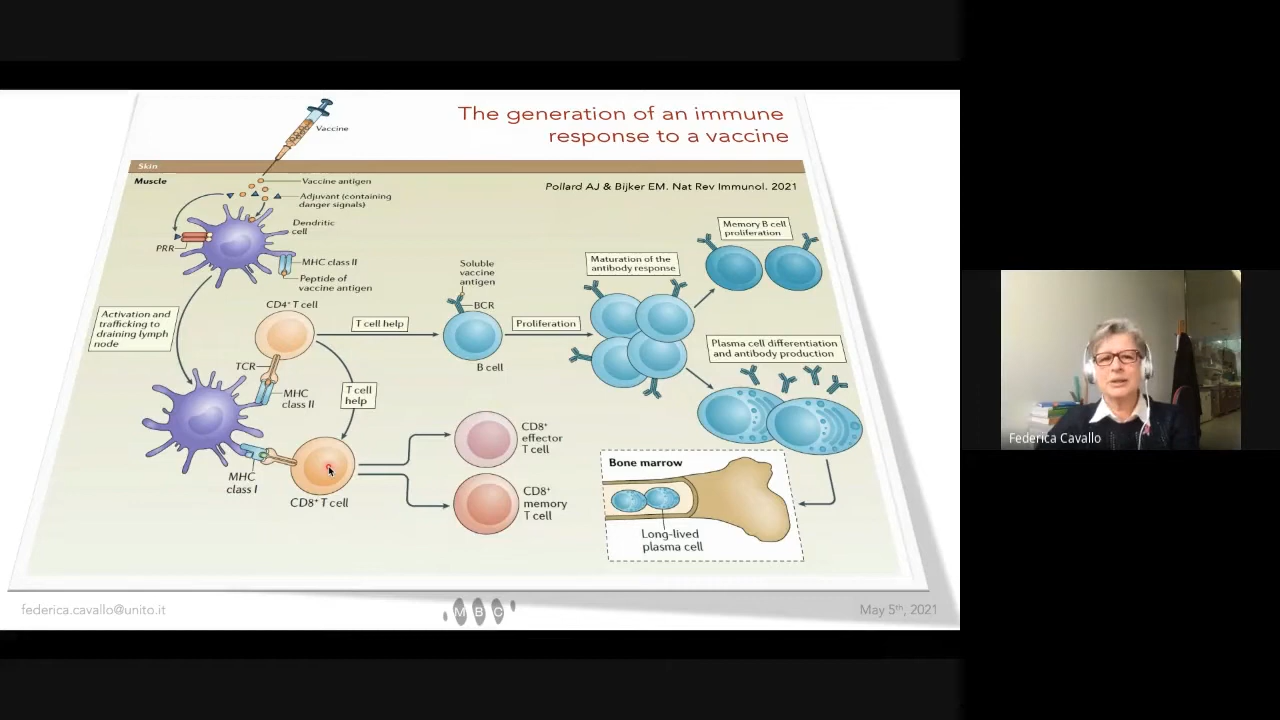 The generation of an immune
response to a vaccine
Vaccine
Skin
Muscle
Pollard AJ & Bijker EM. Nat Rev Immunol. 2021
Vaccine antigen
Adjuvant (containing
danger signals)
Dendritic
cell
PRR
MHC class II
Peptide of
vaccine antigen
Activation and
trafficking to
draining lymph
node
CD4⁺ T cell
TCR
MHC
class II
T cell help
T cell
help
MHC
class I
CD8⁺ T cell
Soluble
vaccine
antigen
BCR
B cell
Proliferation
CD8⁺
effector
T cell
CD8⁺
memory
T cell
Maturation of the
antibody response
Memory B cell
proliferation
Plasma cell differentiation
and antibody production
Bone marrow
Long-lived
plasma cell
federica.cavallo@unito.it
M B C
May 5th, 2021
Federica Cavallo